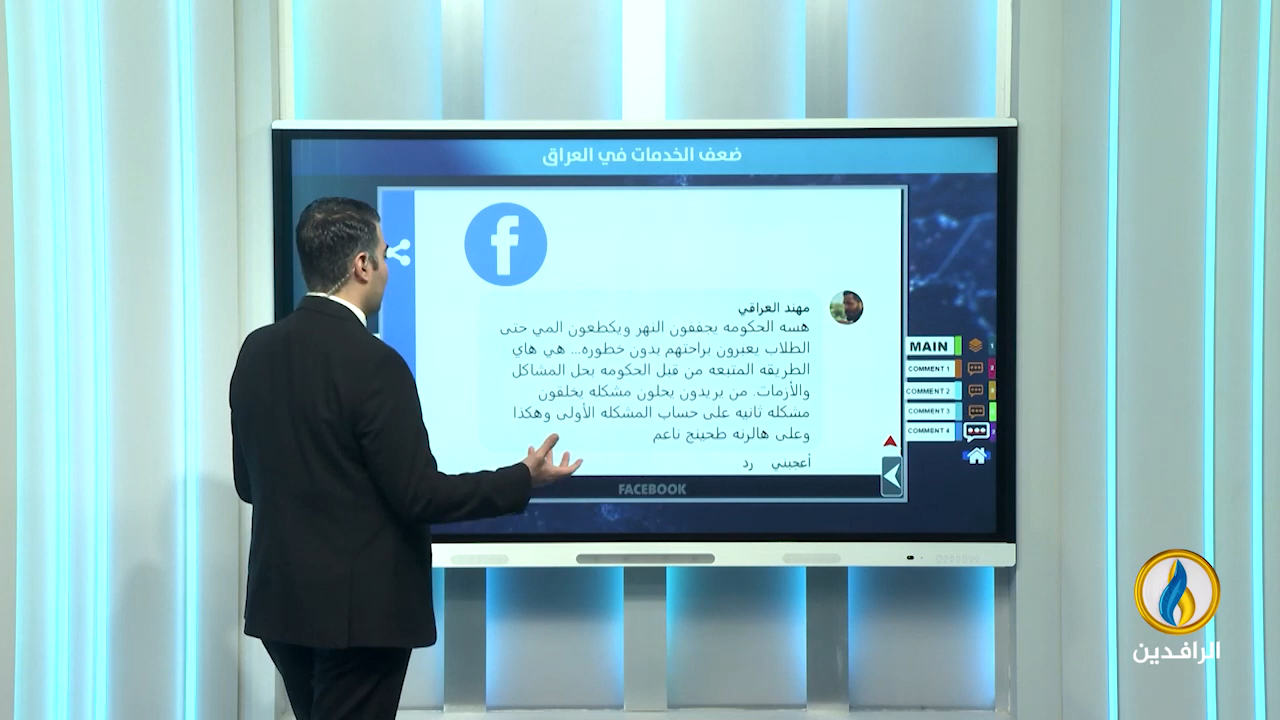 ضعف الخدمات في العراق
مهند العراقي
هسه الحكومه يجففون النهر ويكطعون المي حتى
الطلاب يعبرون براحتهم بدون خطوره... هي هاي
الطريقه المتبعه من قبل الحكومه بحل المشاكل
والأزمات. من يريدون يحلون مشكله يخلقون
مشكله ثانيه على حساب المشكله الأولى وهكذا
وعلى هالرنه طحينج ناعم
أعجبني رد
FACEBOOK
MAIN
COMMENT 1
COMMENT 2
COMMENT 3
COMMENT 4
الرافدين